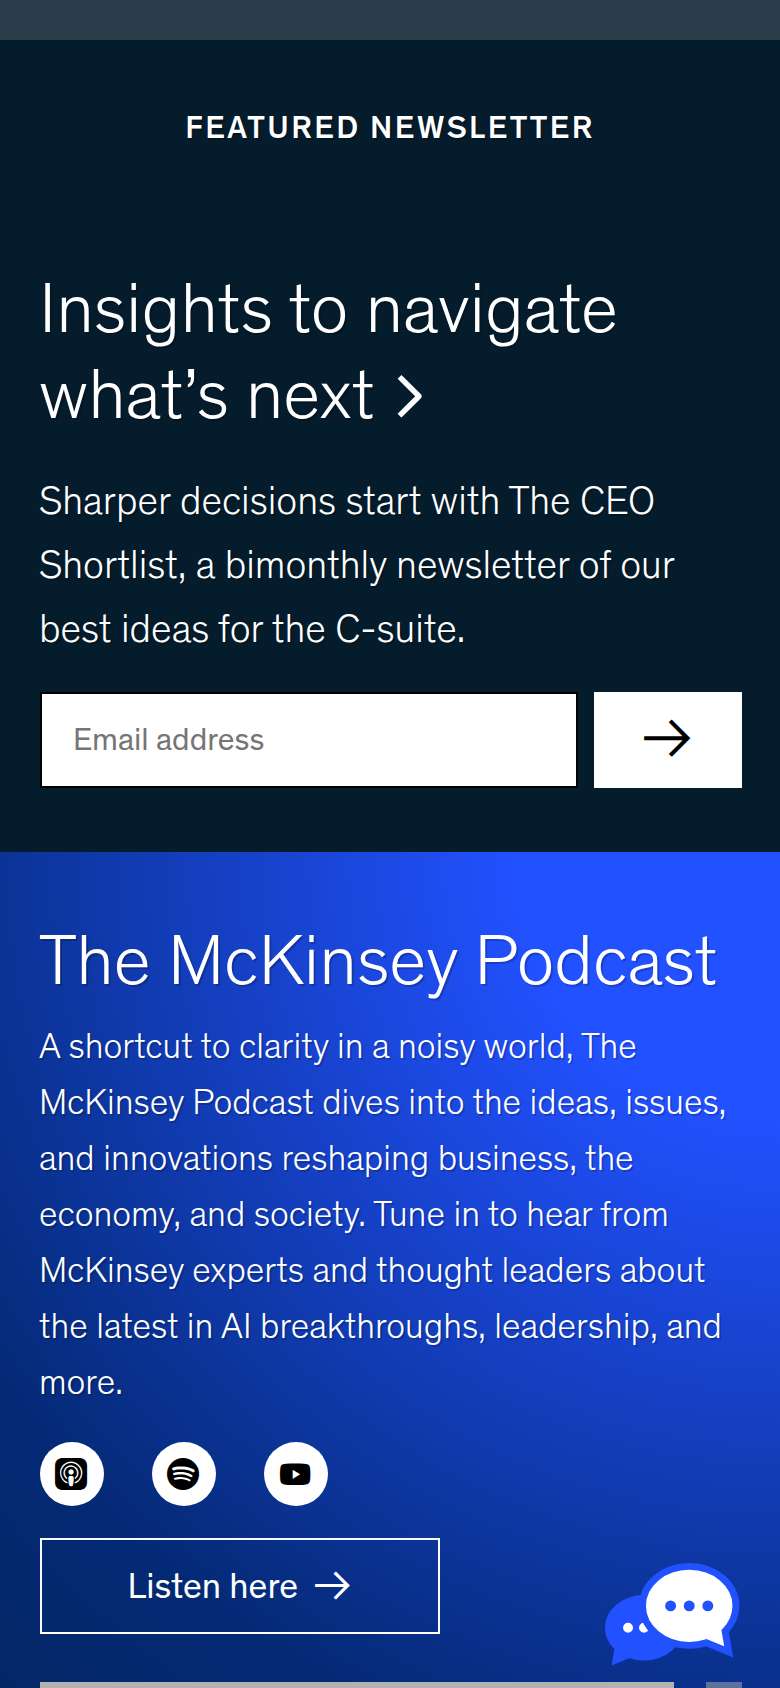 FEATURED NEWSLETTER
Insights to navigate
what’s next
Sharper decisions start with The CEO
Shortlist, a bimonthly newsletter of our
best ideas for the C-suite.
Email address
The McKinsey Podcast
A shortcut to clarity in a noisy world, The
McKinsey Podcast dives into the ideas, issues,
and innovations reshaping business, the
economy, and society. Tune in to hear from
McKinsey experts and thought leaders about
the latest in AI breakthroughs, leadership, and
more.
Listen here